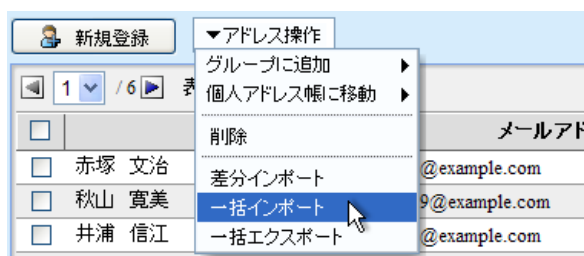 新規登録 ▼アドレス操作
1 /6 表
グループに追加
個人アドレス帳に移動
削除
差分インポート
一括インポート
一括エクスポート
メールアド
赤塚 文治 @example.com
秋山 寛美 9@example.com
井浦 信江 @example.com